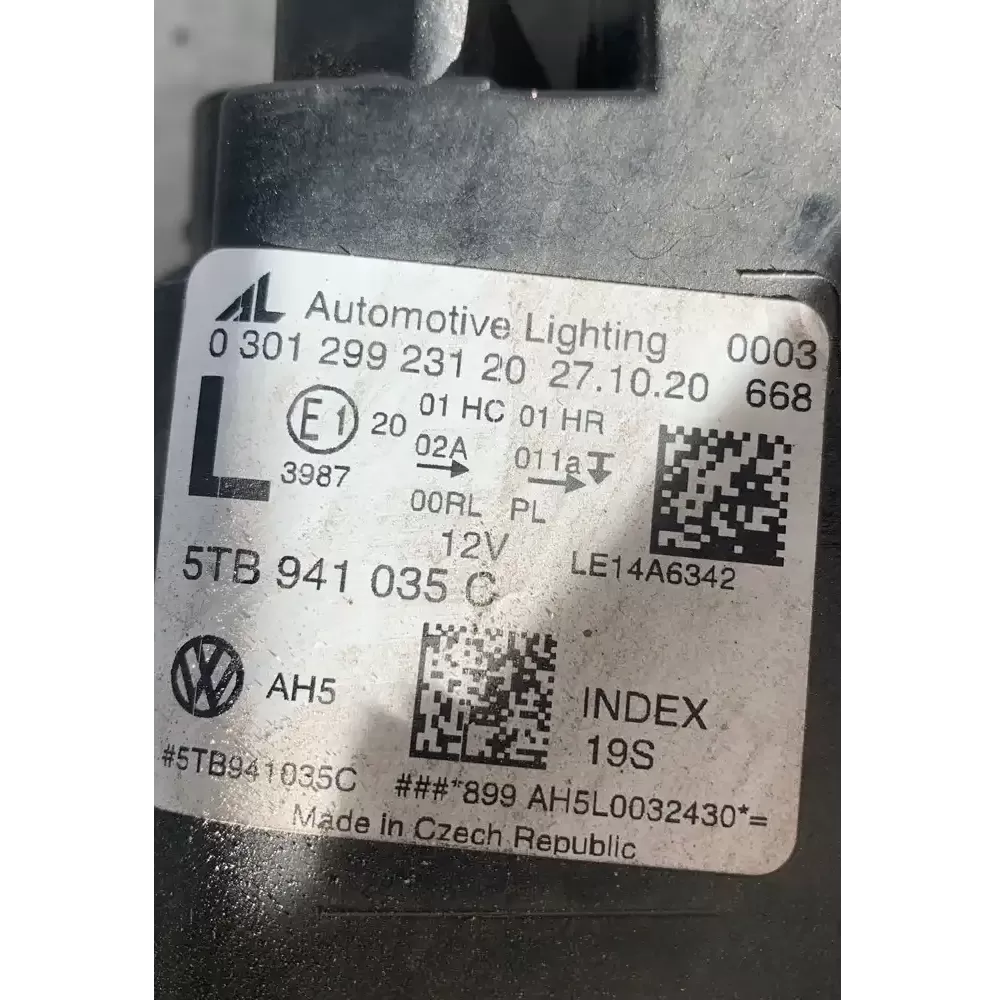 AL Automotive Lighting 0003
0 301 299 231 20 27.10.20 668
L E1 20 01 HC 01 HR
3987 02A 011a
00RL PL
12V LE14A6342
5TB 941 035 C
VW AH5 INDEX
19S
#5TB941035C ###*899 AH5L0032430*=
Made in Czech Republic